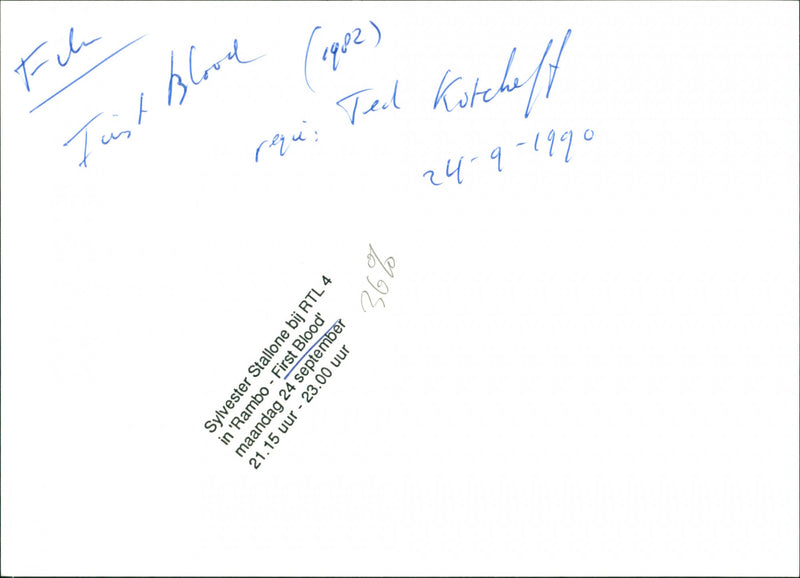 Film
First Blood (1982)
regie: Ted Kotcheff
24-9-1990
36%
Sylvester Stallone bij RTL 4
in 'Rambo - First Blood'
maandag 24 september
21.15 uur - 23.00 uur